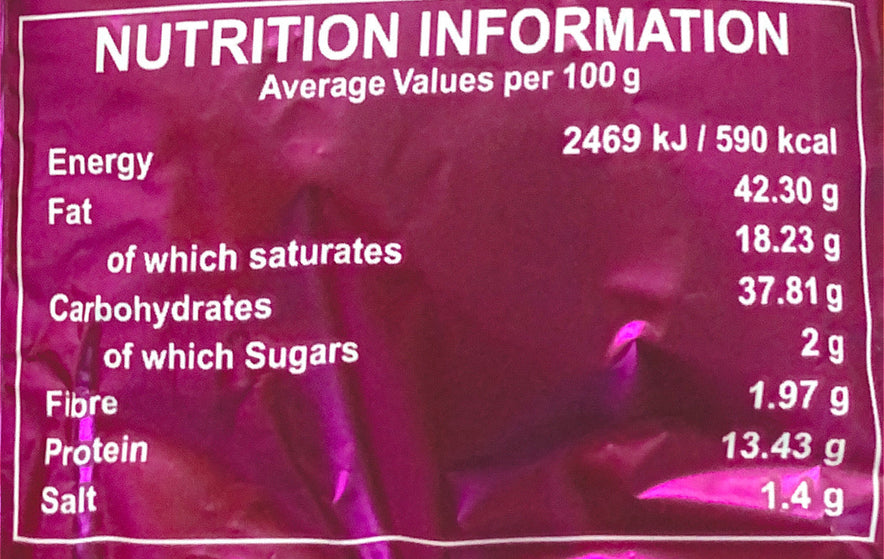 NUTRITION INFORMATION
Average Values per 100 g
Energy 2469 kJ / 590 kcal
Fat 42.30 g
of which saturates 18.23 g
Carbohydrates 37.81 g
of which Sugars 2 g
Fibre 1.97 g
Protein 13.43 g
Salt 1.4 g